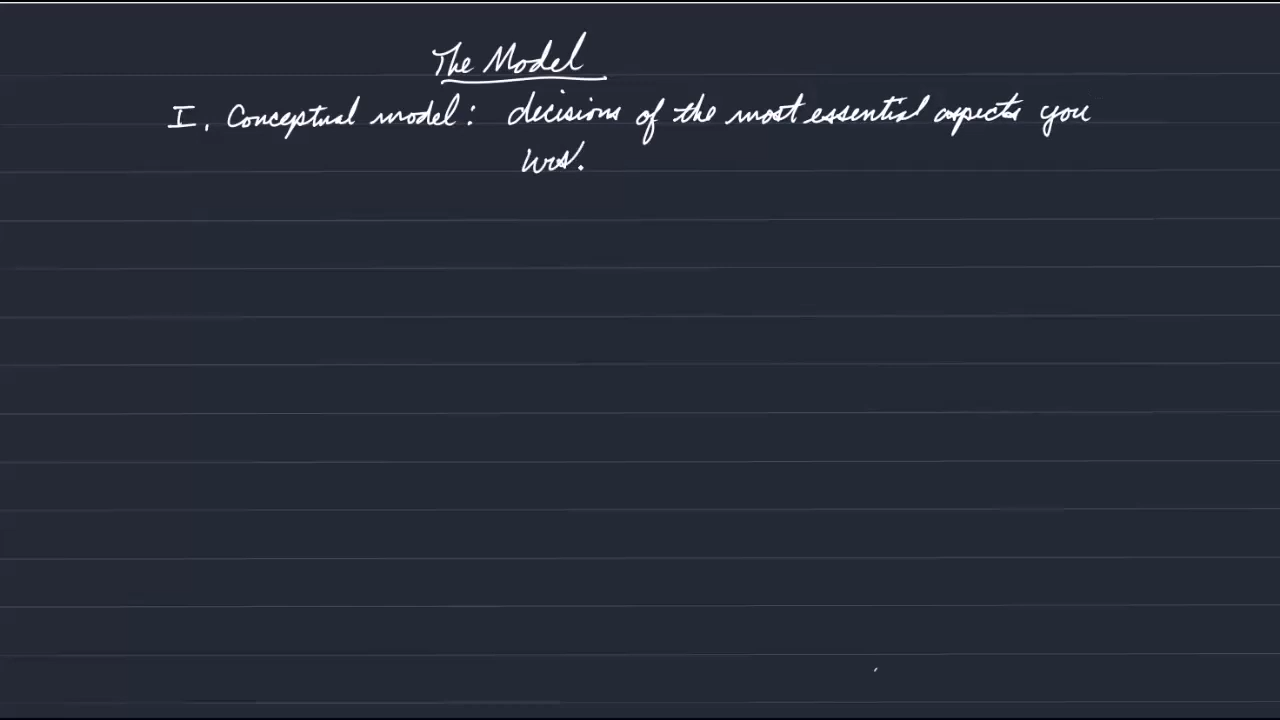 The Model
I. Conceptual model: decisions of the most essential aspects you